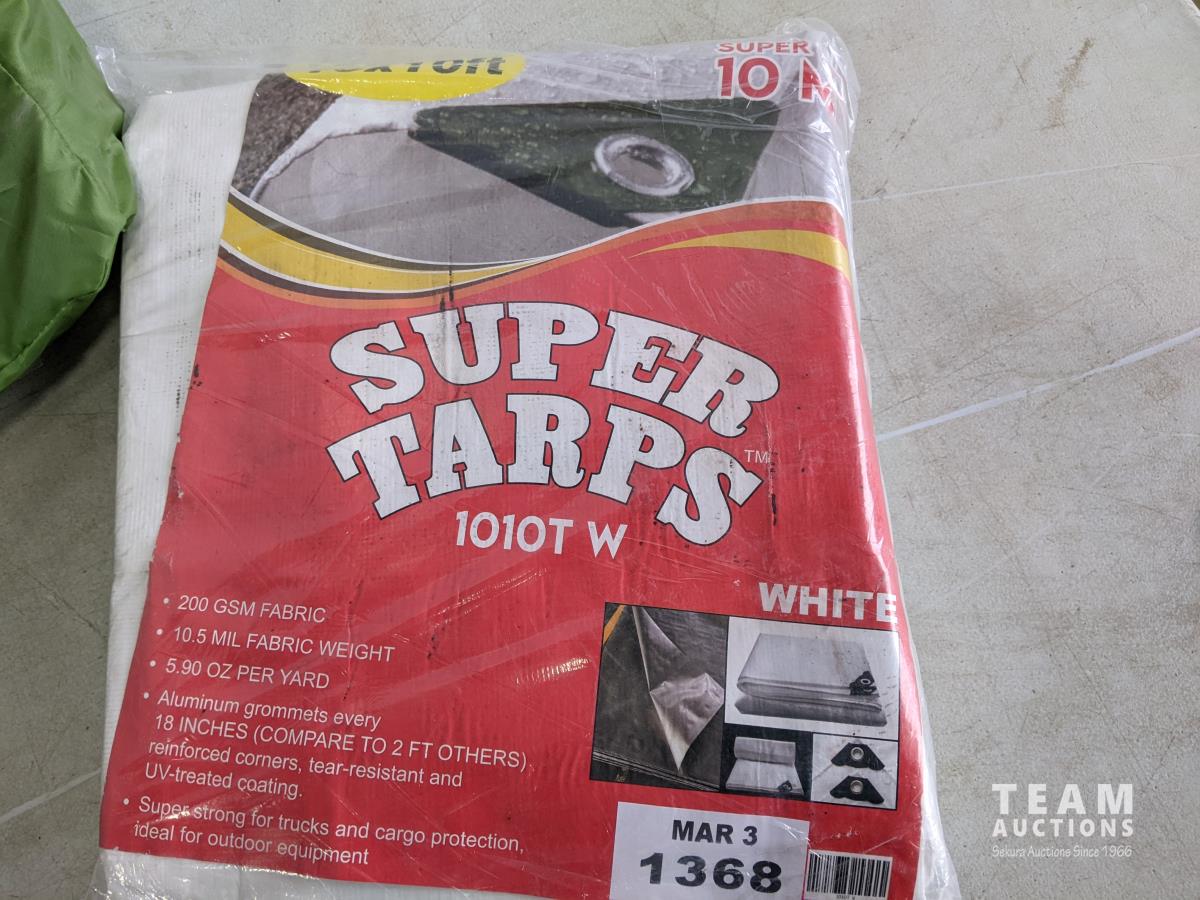 SUPER
10
SUPER
TARPS
TM
1010T W
WHITE
• 200 GSM FABRIC
• 10.5 MIL FABRIC WEIGHT
• 5.90 OZ PER YARD
• Aluminum grommets every
18 INCHES (COMPARE TO 2 FT OTHERS)
reinforced corners, tear-resistant and
UV-treated coating.
• Super strong for trucks and cargo protection,
ideal for outdoor equipment
MAR 3
1368
TEAM
AUCTIONS
Sekura Auctions Since 1966